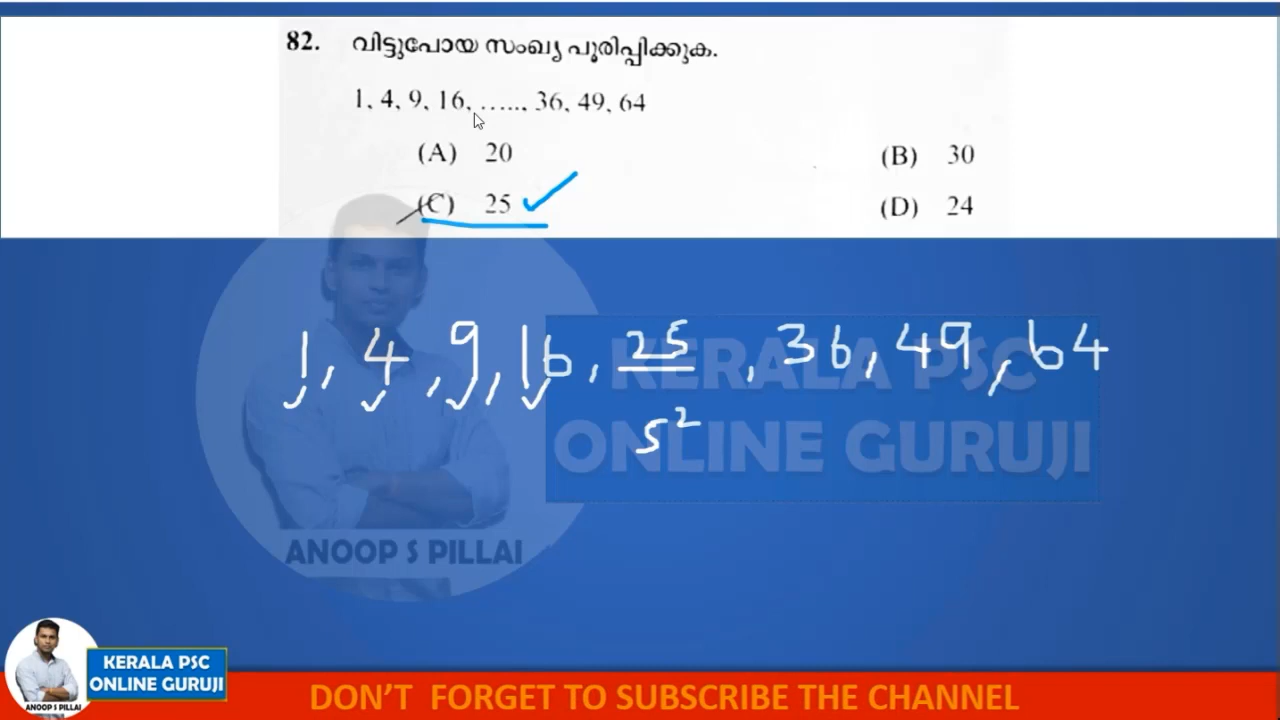 82. വിട്ടുപോയ സംഖ്യ പൂരിപ്പിക്കുക.
1, 4, 9, 16, ....., 36, 49, 64
(A) 20 (B) 30
(C) 25 (D) 24
1, 4, 9, 16, 25, 36, 49, 64
5²
KERALA PSC
ONLINE GURUJI
ANOOP S PILLAI
KERALA PSC
ONLINE GURUJI
ANOOP S PILLAI
DON'T FORGET TO SUBSCRIBE THE CHANNEL